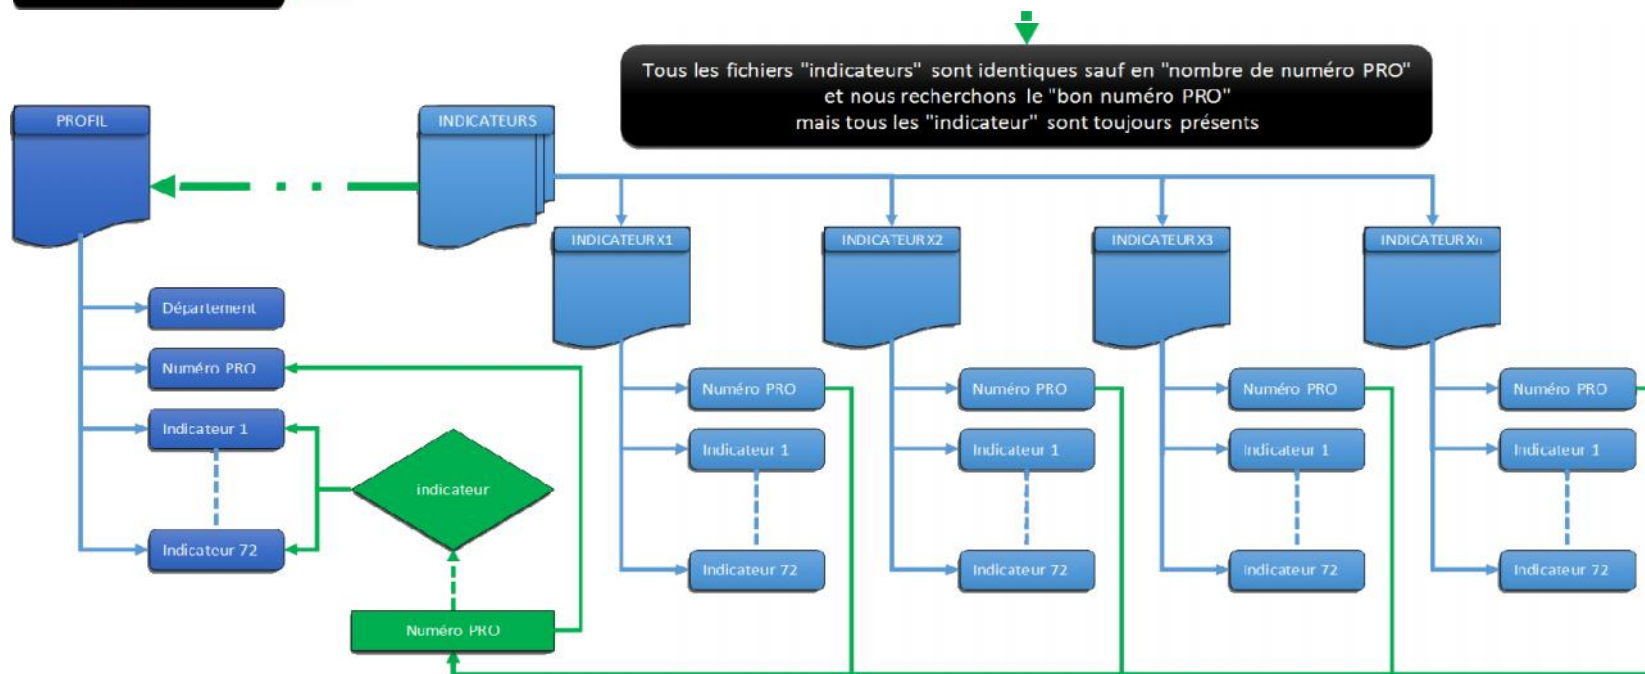 Tous les fichiers "indicateurs" sont identiques sauf en "nombre de numéro PRO"
et nous recherchons le "bon numéro PRO"
mais tous les "indicateur" sont toujours présents
PROFIL
INDICATEURS
INDICATEUR X1
INDICATEUR X2
INDICATEUR X3
INDICATEUR Xn
Département
Numéro PRO
Indicateur 1
Indicateur 72
indicateur
Numéro PRO
Numéro PRO
Indicateur 1
Indicateur 72
Numéro PRO
Indicateur 1
Indicateur 72
Numéro PRO
Indicateur 1
Indicateur 72
Numéro PRO
Indicateur 1
Indicateur 72